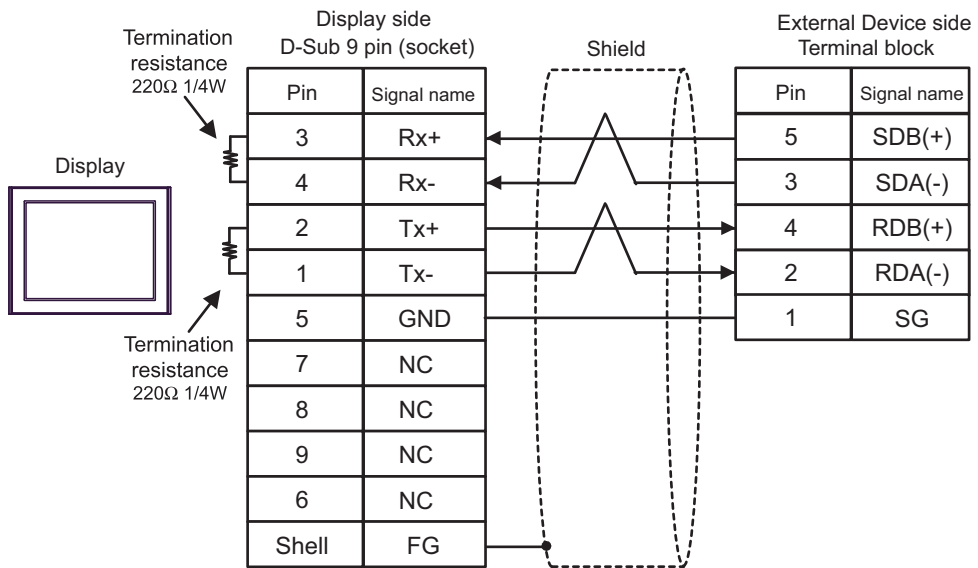 Display side
D-Sub 9 pin (socket)
External Device side
Terminal block
Termination
resistance
220Ω 1/4W
Shield
Display
Pin Signal name
3 Rx+
4 Rx-
2 Tx+
1 Tx-
5 GND
7 NC
8 NC
9 NC
6 NC
Shell FG
Pin Signal name
5 SDB(+)
3 SDA(-)
4 RDB(+)
2 RDA(-)
1 SG
Termination
resistance
220Ω 1/4W